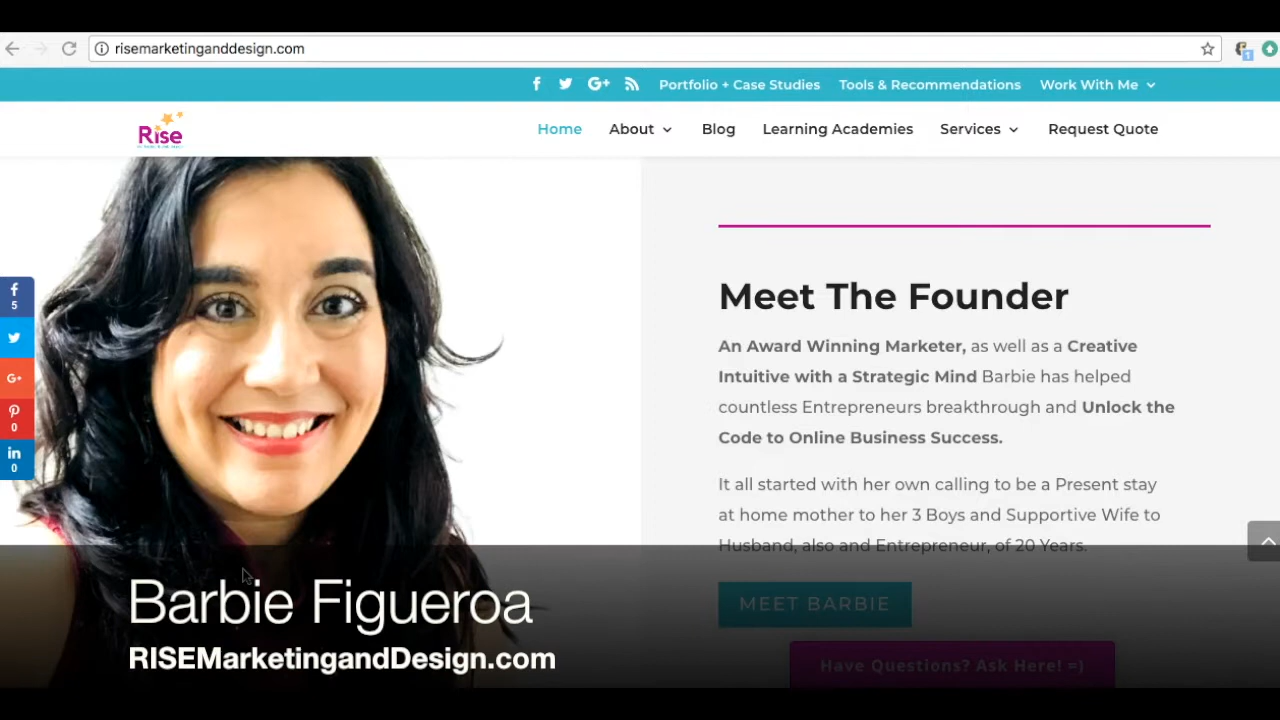 risemarketinganddesign.com
Portfolio + Case Studies Tools & Recommendations Work With Me
Rise
Home About Blog Learning Academies Services Request Quote
5
0
0
Meet The Founder
An Award Winning Marketer, as well as a Creative
Intuitive with a Strategic Mind Barbie has helped
countless Entrepreneurs breakthrough and Unlock the
Code to Online Business Success.
It all started with her own calling to be a Present stay
at home mother to her 3 Boys and Supportive Wife to
Husband, also and Entrepreneur, of 20 Years.
MEET BARBIE
Have Questions? Ask Here! =)
Barbie Figueroa
RISEMarketingandDesign.com